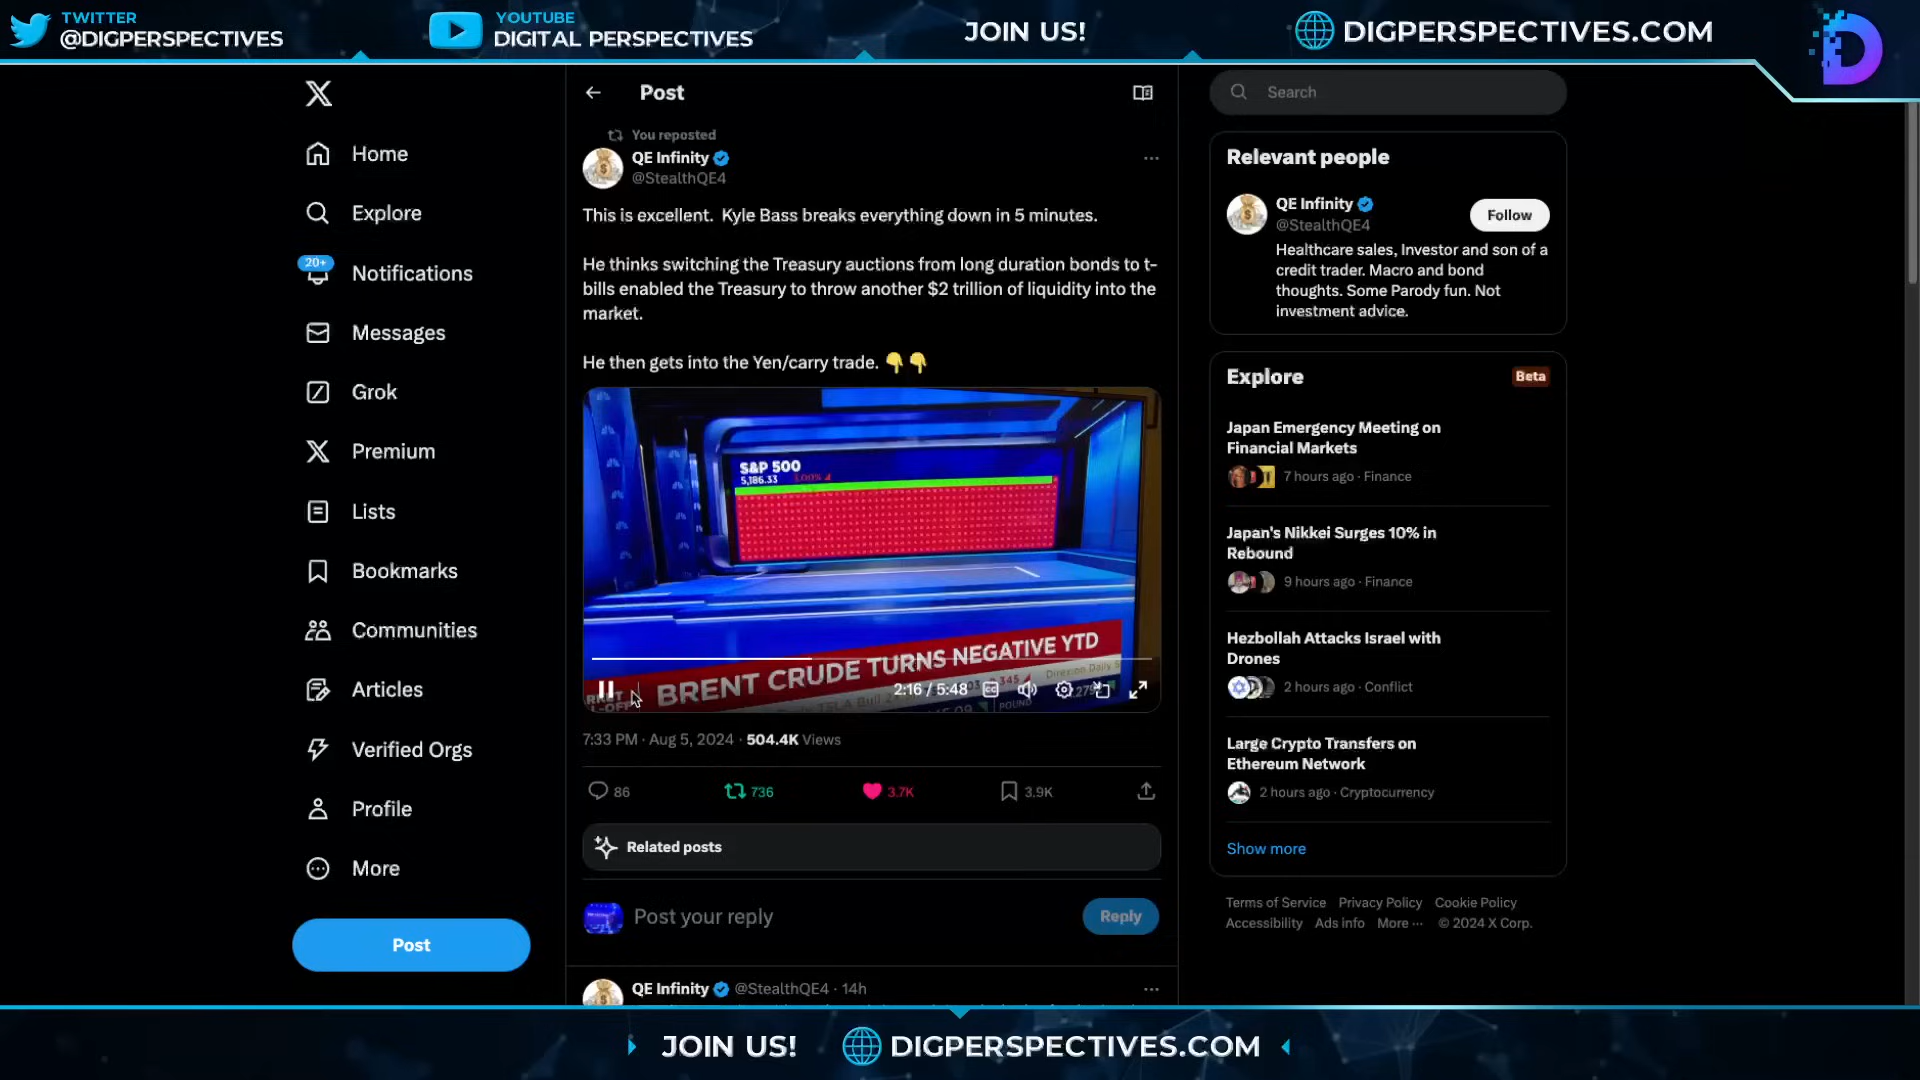 TWITTER
@DIGPERSPECTIVES
YOUTUBE
DIGITAL PERSPECTIVES
JOIN US!
DIGPERSPECTIVES.COM
Home
Explore
20+
Notifications
Messages
Grok
Premium
Lists
Bookmarks
Communities
Articles
Verified Orgs
Profile
More
Post
Post
You reposted
QE Infinity
@StealthQE4
This is excellent. Kyle Bass breaks everything down in 5 minutes.
He thinks switching the Treasury auctions from long duration bonds to t-
bills enabled the Treasury to throw another $2 trillion of liquidity into the
market.
He then gets into the Yen/carry trade. 👇👇
S&P 500
5,186.33
BRENT CRUDE TURNS NEGATIVE YTD
2:16 / 5:48
POUND
7:33 PM · Aug 5, 2024 · 504.4K Views
86
736
3.7K
3.9K
Related posts
Post your reply
Reply
QE Infinity @StealthQE4 · 14h
Search
Relevant people
QE Infinity
@StealthQE4
Follow
Healthcare sales, Investor and son of a
credit trader. Macro and bond
thoughts. Some Parody fun. Not
investment advice.
Explore
Beta
Japan Emergency Meeting on
Financial Markets
7 hours ago · Finance
Japan's Nikkei Surges 10% in
Rebound
9 hours ago · Finance
Hezbollah Attacks Israel with
Drones
2 hours ago · Conflict
Large Crypto Transfers on
Ethereum Network
2 hours ago · Cryptocurrency
Show more
Terms of Service Privacy Policy Cookie Policy
Accessibility Ads info More ··· © 2024 X Corp.
JOIN US!
DIGPERSPECTIVES.COM